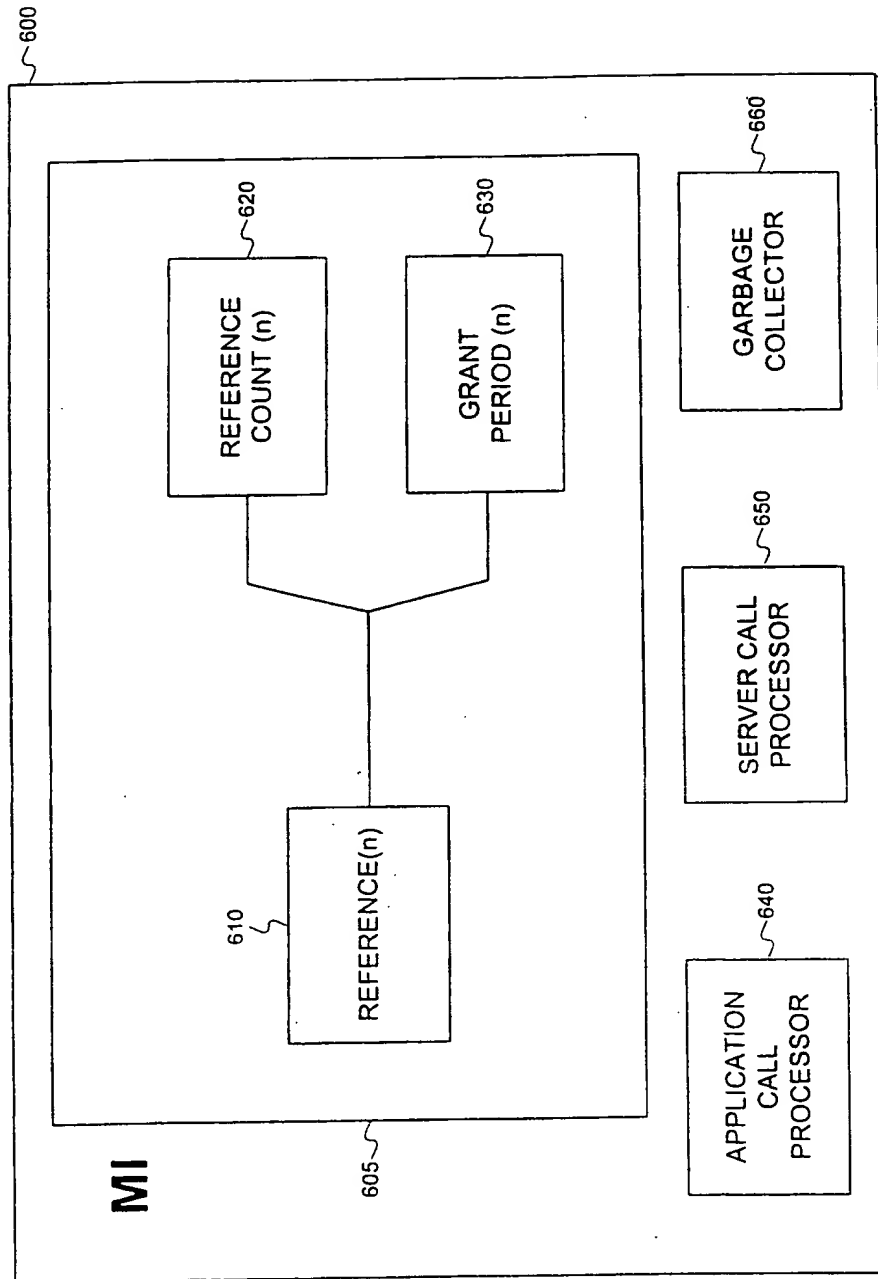 600
MI
605
610
REFERENCE(n)
620
REFERENCE
COUNT (n)
630
GRANT
PERIOD (n)
640
APPLICATION
CALL
PROCESSOR
650
SERVER CALL
PROCESSOR
660
GARBAGE
COLLECTOR